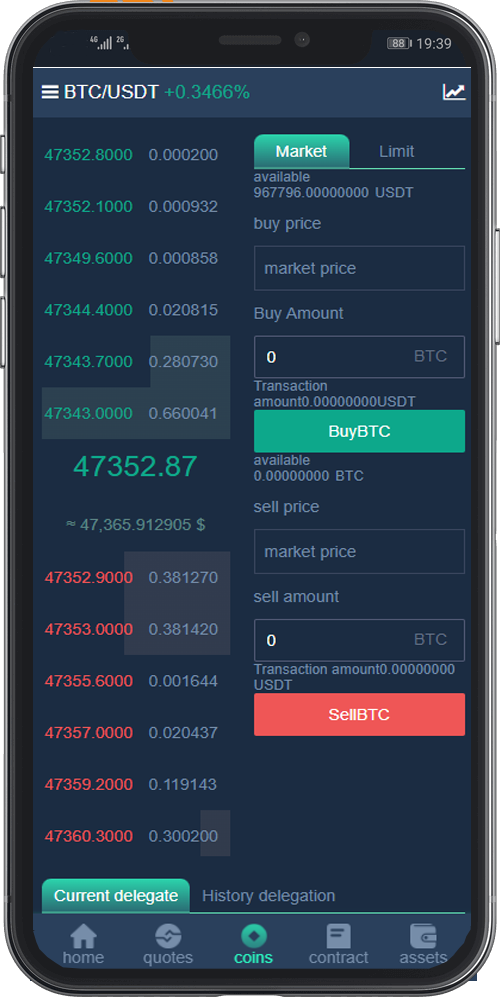 4G 2G 88 19:39
BTC/USDT +0.3466%
47352.8000 0.000200
47352.1000 0.000932
47349.6000 0.000858
47344.4000 0.020815
47343.7000 0.280730
47343.0000 0.660041
47352.87
≈ 47,365.912905 $
47352.9000 0.381270
47353.0000 0.381420
47355.6000 0.001644
47357.0000 0.020437
47359.2000 0.119143
47360.3000 0.300200
Market Limit
available
967796.00000000 USDT
buy price
market price
Buy Amount
0 BTC
Transaction
amount0.00000000USDT
BuyBTC
available
0.00000000 BTC
sell price
market price
sell amount
0 BTC
Transaction amount0.00000000
USDT
SellBTC
Current delegate History delegation
home quotes coins contract assets